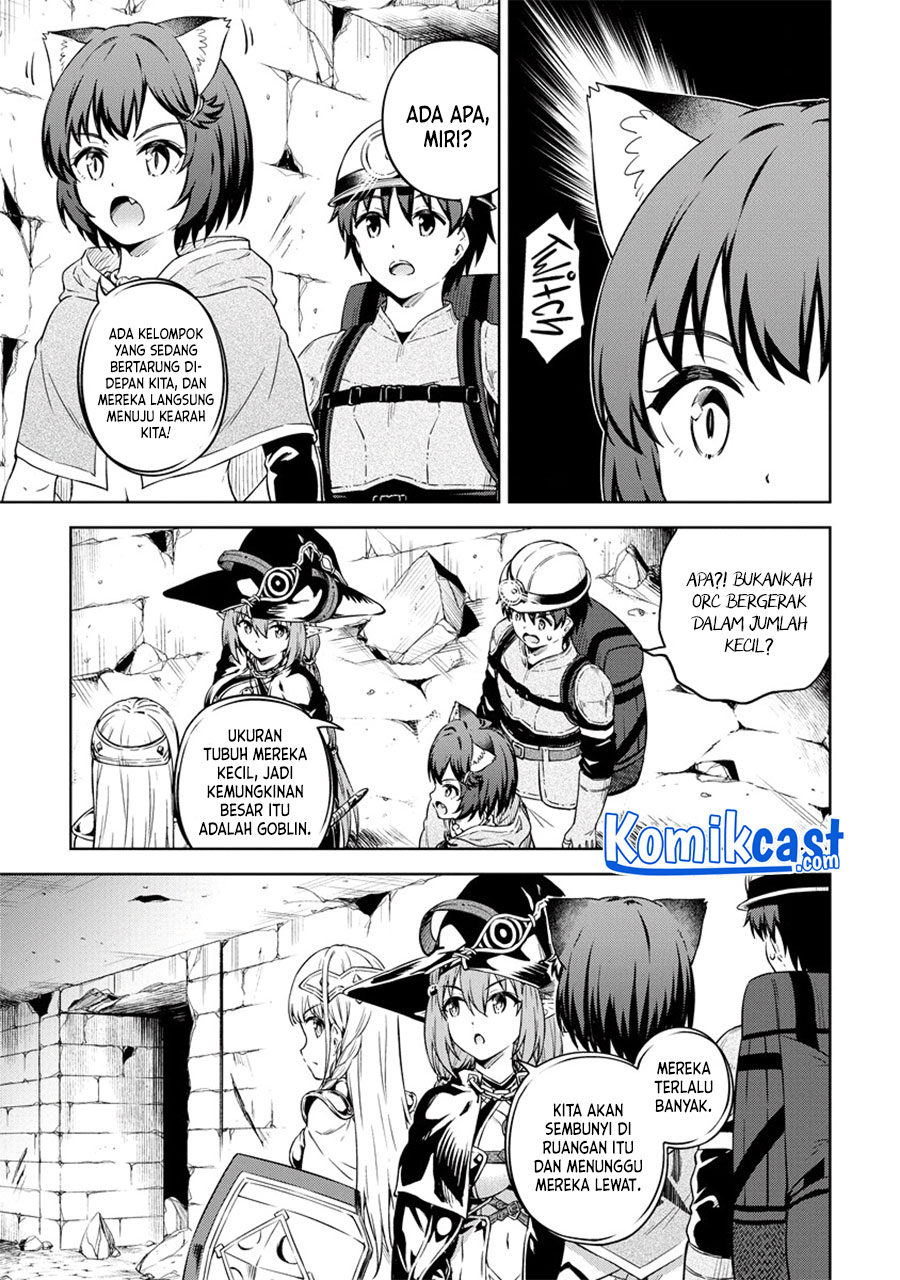 twitch
ADA APA,
MIRI?
ADA KELOMPOK
YANG SEDANG
BERTARUNG DI-
DEPAN KITA, DAN
MEREKA LANGSUNG
MENUJU KEARAH
KITA!
APA?! BUKANKAH
ORC BERGERAK
DALAM JUMLAH
KECIL?
UKURAN
TUBUH MEREKA
KECIL, JADI
KEMUNGKINAN
BESAR ITU
ADALAH GOBLIN.
Komikcast
.com
MEREKA
TERLALU
BANYAK.
KITA AKAN
SEMBUNYI DI
RUANGAN ITU
DAN MENUNGGU
MEREKA LEWAT.